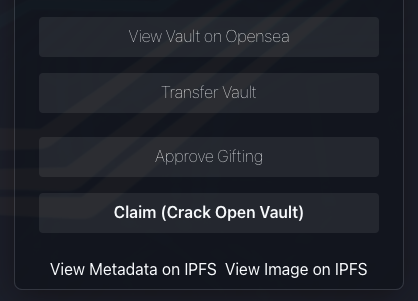 View Vault on Opensea
Transfer Vault
Approve Gifting
Claim (Crack Open Vault)
View Metadata on IPFS View Image on IPFS